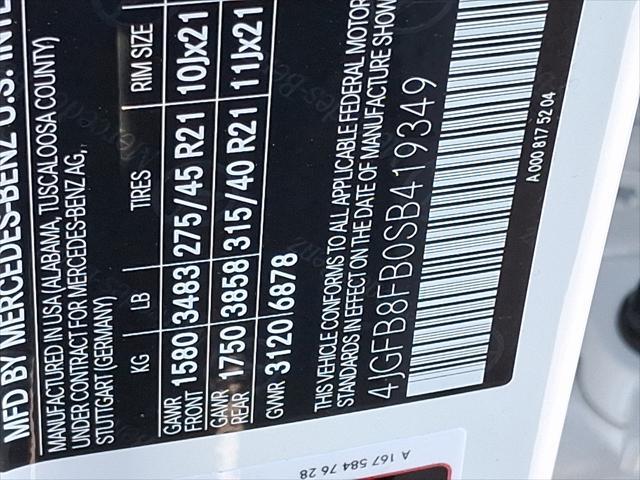 MFD BY MERCEDES-BENZ U.S. INTE
MANUFACTURED IN USA (ALABAMA, TUSCALOOSA COUNTY)
UNDER CONTRACT FOR MERCEDES-BENZ AG,
STUTTGART (GERMANY)
KG LB TIRES RIM SIZE
GAWR FRONT 1580 3483 275/45 R21 10Jx21
GAWR REAR 1750 3858 315/40 R21 11Jx21
GWR 3120 6878
THIS VEHICLE CONFORMS TO ALL APPLICABLE FEDERAL MOTOR
STANDARDS IN EFFECT ON THE DATE OF MANUFACTURE SHOW
4JGFB8FB0SB419349
A 000 817 52 04
A 167 584 76 28